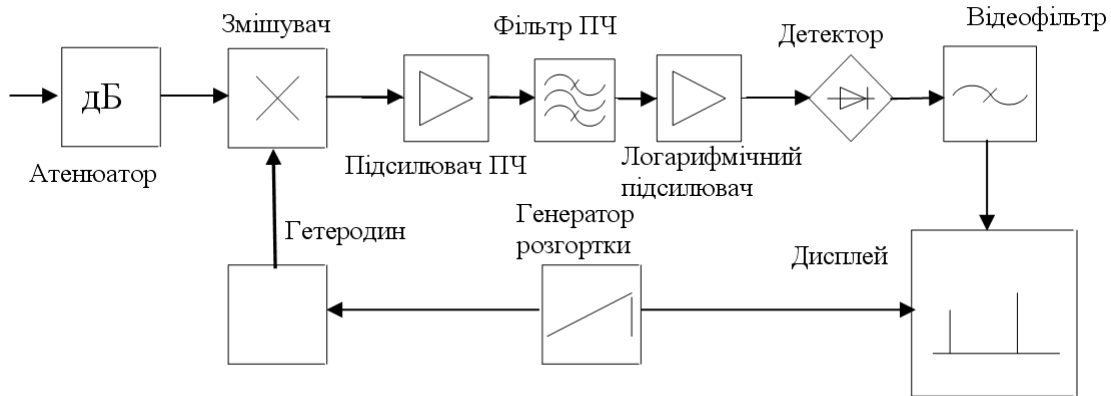 Змішувач
Фільтр ПЧ
Детектор
Відеофільтр
дБ
Атенюатор
Підсилювач ПЧ
Логарифмічний
підсилювач
Гетеродин
Генератор
розгортки
Дисплей